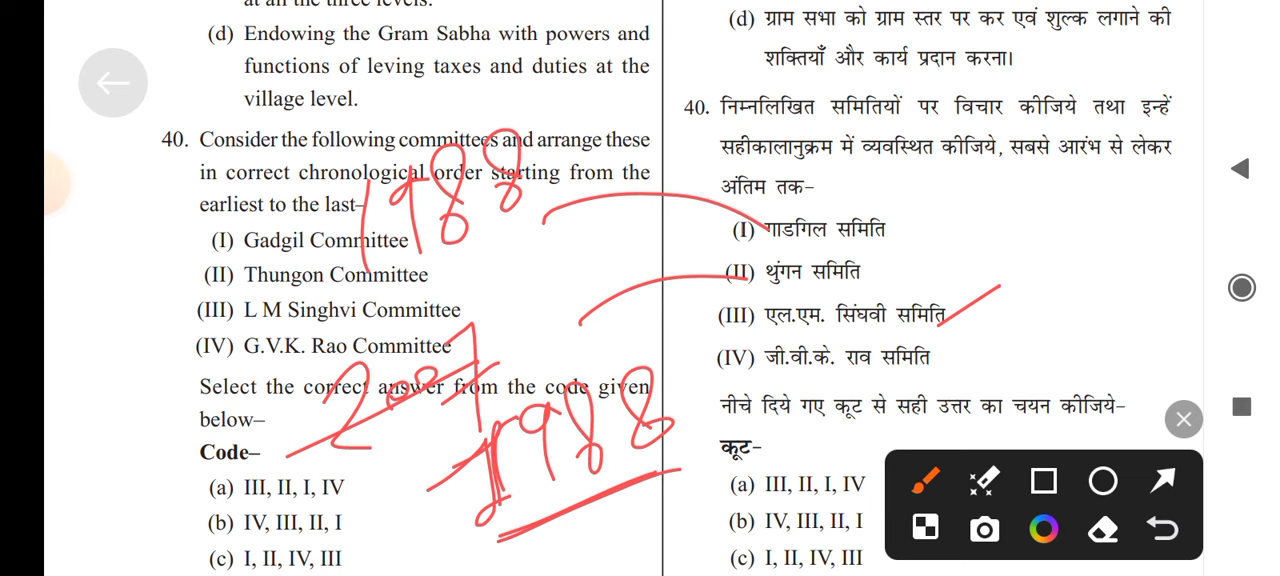 at all the three levels.
(d) Endowing the Gram Sabha with powers and
functions of leving taxes and duties at the
village level.
40. Consider the following committees and arrange these
in correct chronological order starting from the
earliest to the last–
(I) Gadgil Committee
(II) Thungon Committee
(III) L M Singhvi Committee
(IV) G.V.K. Rao Committee
Select the correct answer from the code given
below–
Code–
(a) III, II, I, IV
(b) IV, III, II, I
(c) I, II, IV, III
1988
2007
1988
(d) ग्राम सभा को ग्राम स्तर पर कर एवं शुल्क लगाने की
शक्तियाँ और कार्य प्रदान करना।
40. निम्नलिखित समितियों पर विचार कीजिये तथा इन्हें
सहीकालानुक्रम में व्यवस्थित कीजिये, सबसे आरंभ से लेकर
अंतिम तक–
(I) गाडगिल समिति
(II) थुंगन समिति
(III) एल.एम. सिंघवी समिति
(IV) जी.वी.के. राव समिति
नीचे दिये गए कूट से सही उत्तर का चयन कीजिये–
कूट–
(a) III, II, I, IV
(b) IV, III, II, I
(c) I, II, IV, III